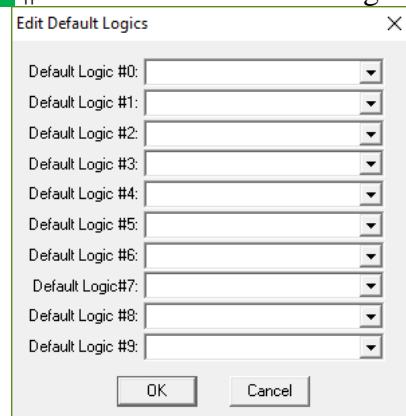 Edit Default Logics
Default Logic #0:
Default Logic #1:
Default Logic #2:
Default Logic #3:
Default Logic #4:
Default Logic #5:
Default Logic #6:
Default Logic#7:
Default Logic #8:
Default Logic #9:
OK Cancel